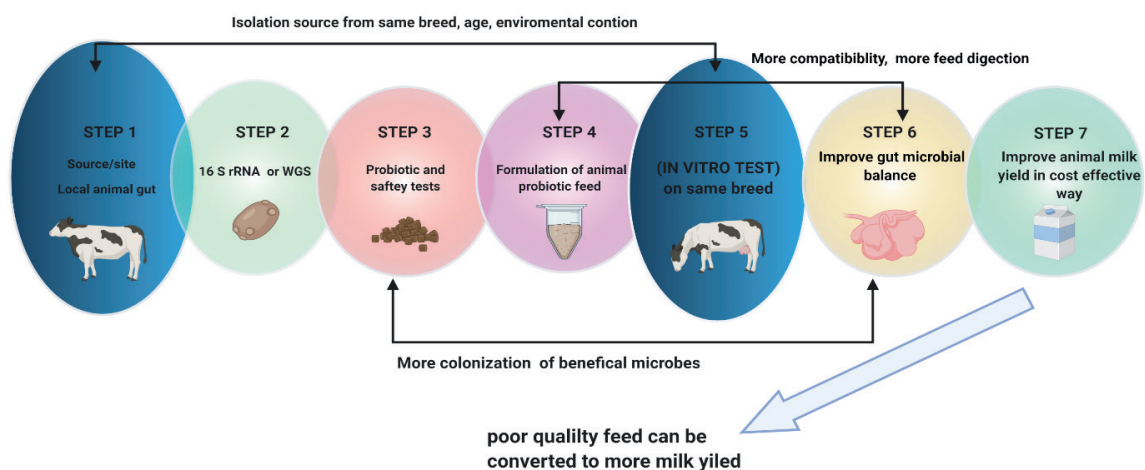 Isolation source from same breed, age, enviromental contion
More compatibiblity, more feed digestion
STEP 1
Source/site
Local animal gut
STEP 2
16 S rRNA or WGS
STEP 3
Probiotic and
saftey tests
STEP 4
Formulation of animal
probiotic feed
STEP 5
(IN VITRO TEST)
on same breed
STEP 6
Improve gut microbial
balance
STEP 7
Improve animal milk
yield in cost effective
way
More colonization of benefical microbes
poor qualilty feed can be
converted to more milk yiled